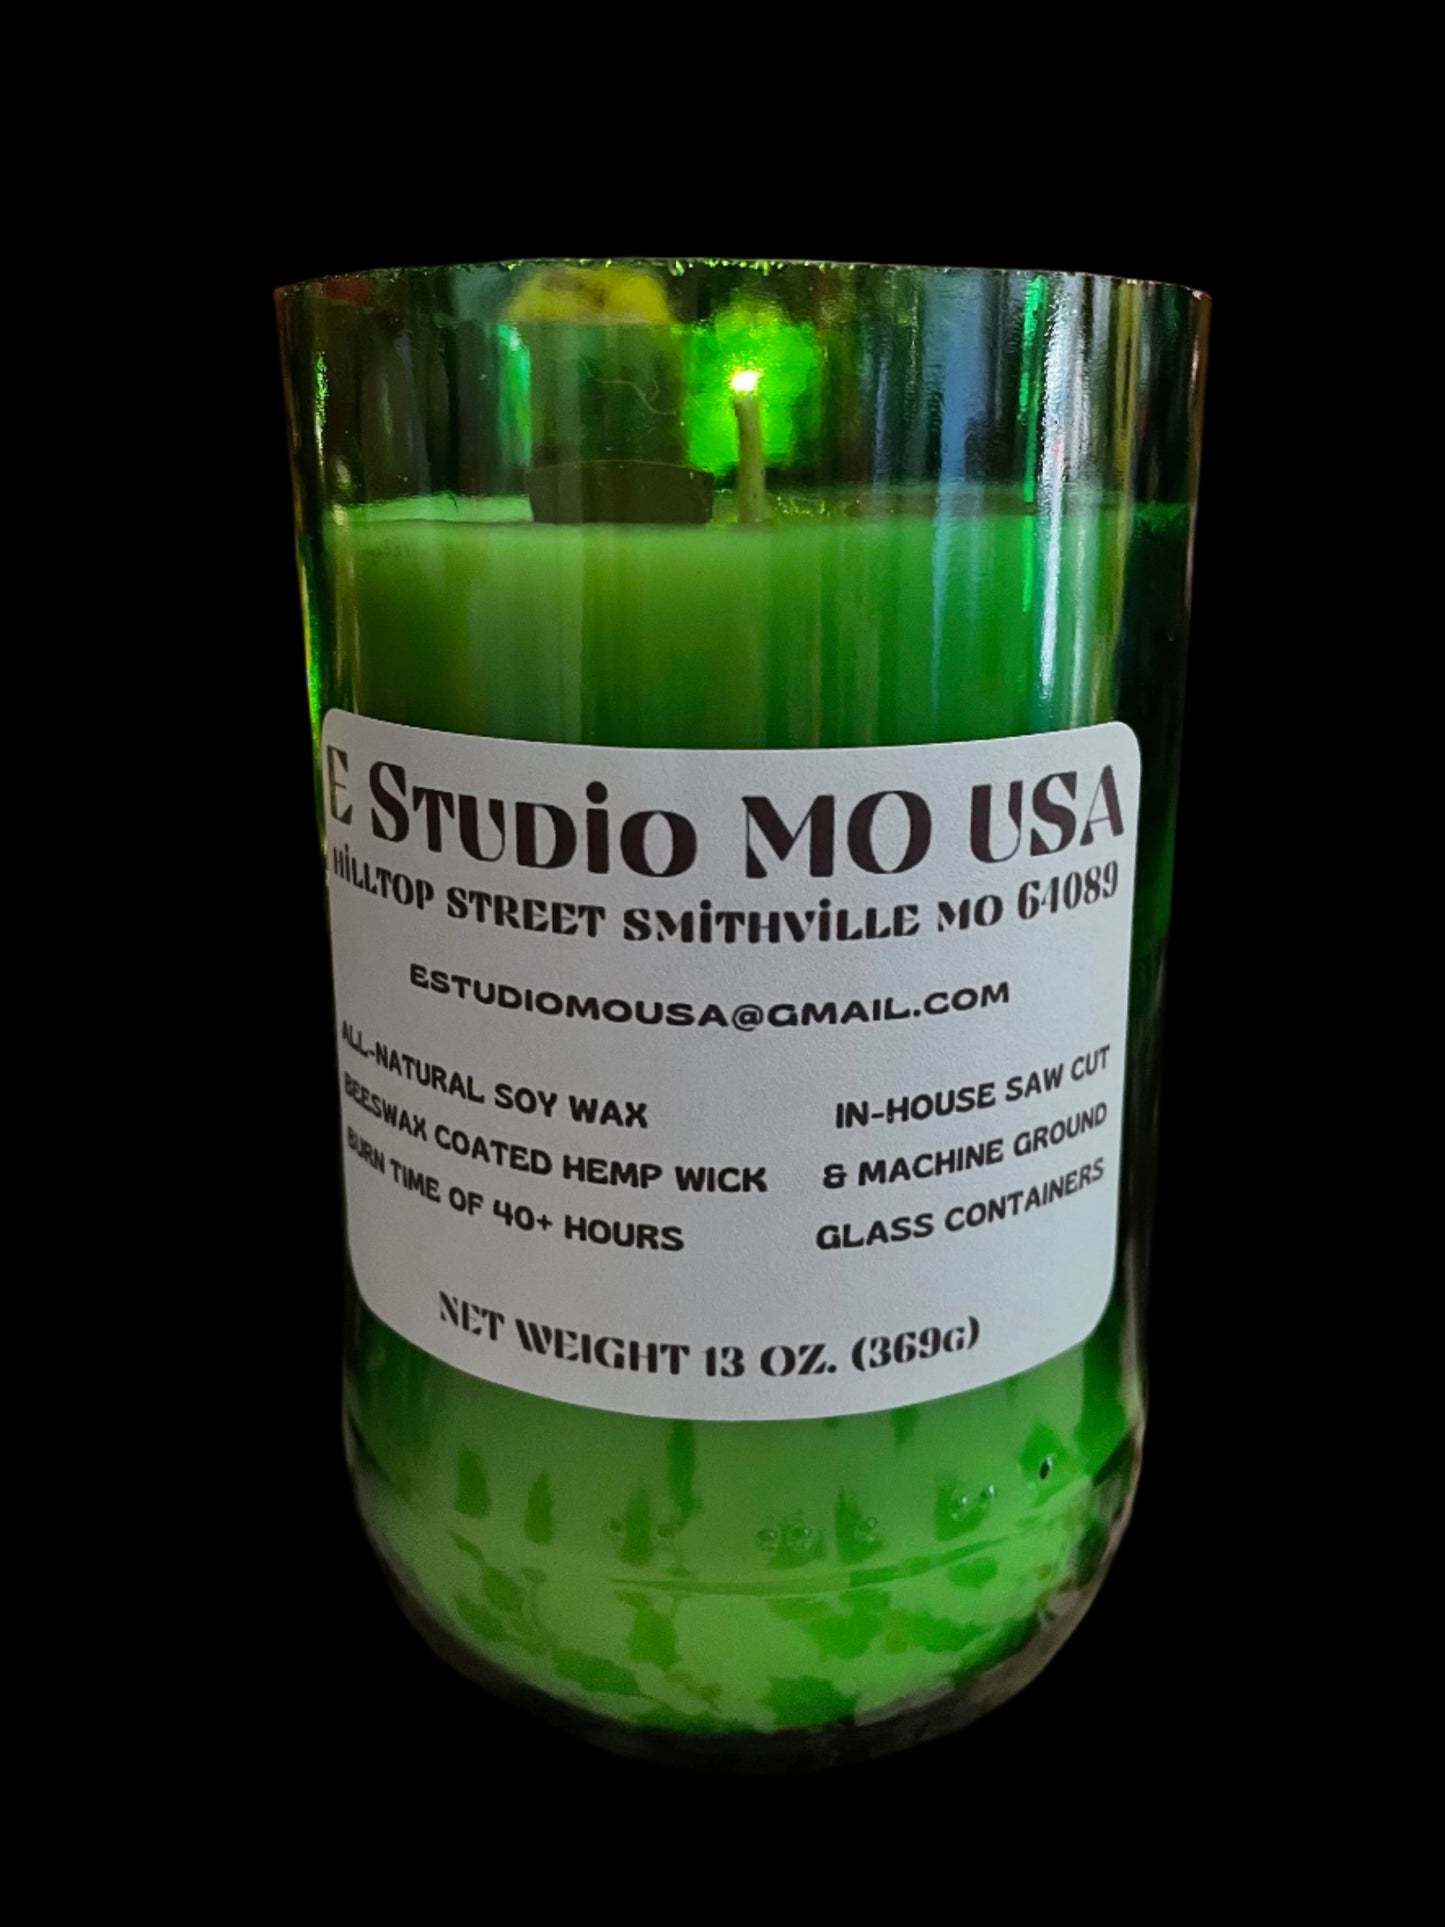 E STUDiO MO USA
HiLLTOP STREET SMiTHViLLE MO 64089
ESTUDIOMOUSA@GMAIL.COM
ALL-NATURAL SOY WAX
BEESWAX COATED HEMP WICK
BURN TIME OF 40+ HOURS
IN-HOUSE SAW CUT
& MACHINE GROUND
GLASS CONTAINERS
NET WEIGHT 13 OZ. (369G)